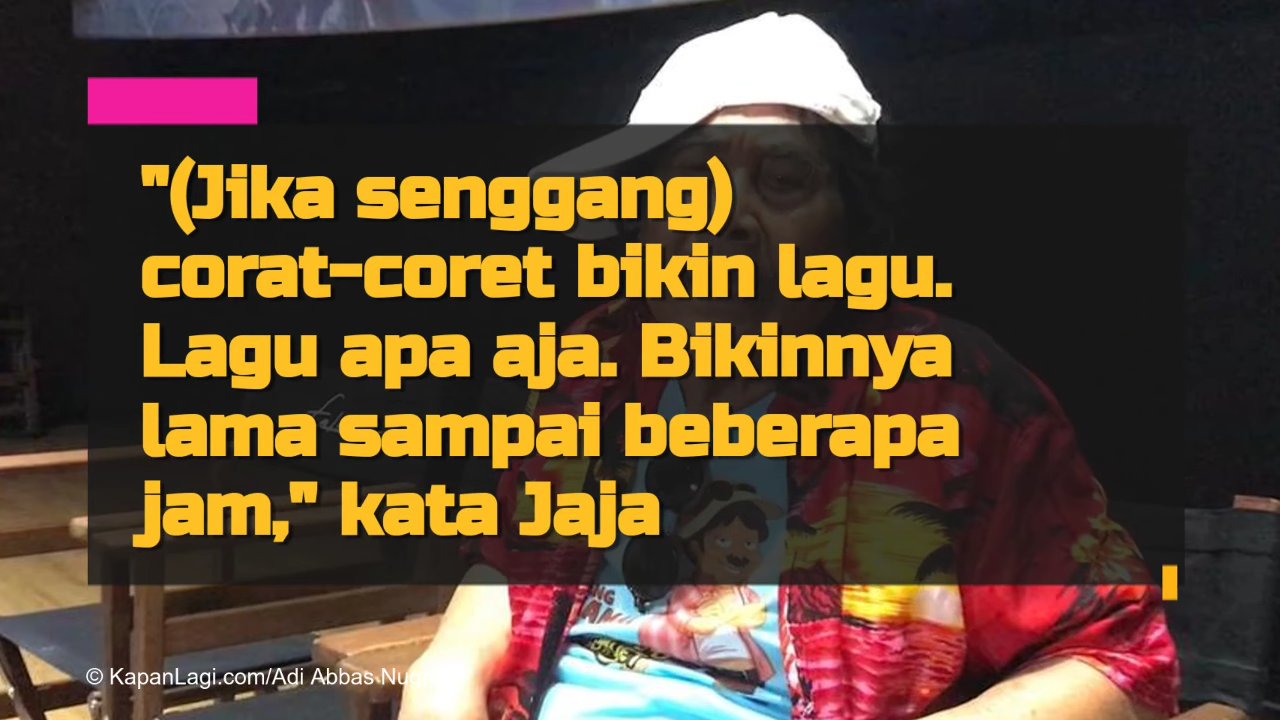 "(Jika senggang)
corat-coret bikin lagu.
Lagu apa aja. Bikinnya
lama sampai beberapa
jam," kata Jaja
© KapanLagi.com/Adi Abbas